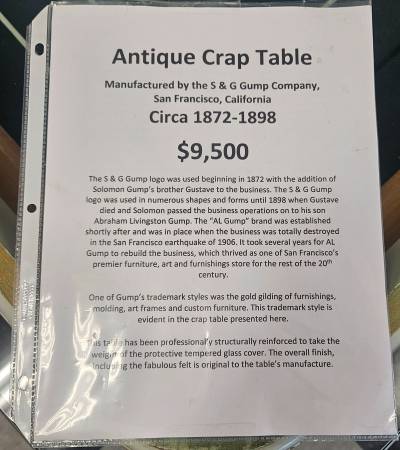 Antique Crap Table
Manufactured by the S & G Gump Company,
San Francisco, California
Circa 1872-1898
$9,500
The S & G Gump logo was used beginning in 1872 with the addition of
Solomon Gump's brother Gustave to the business. The S & G Gump
logo was used in numerous shapes and forms until 1898 when Gustave
died and Solomon passed the business operations on to his son
Abraham Livingston Gump. The "AL Gump" brand was established
shortly after and was in place when the business was totally destroyed
in the San Francisco earthquake of 1906. It took several years for AL
Gump to rebuild the business, which thrived as one of San Francisco's
premier furniture, art and furnishings store for the rest of the 20th
century.
One of Gump's trademark styles was the gold gilding of furnishings,
molding, art frames and custom furniture. This trademark style is
evident in the crap table presented here.
This table has been professionally structurally reinforced to take the
weight of the protective tempered glass cover. The overall finish,
including the fabulous felt is original to the table's manufacture.